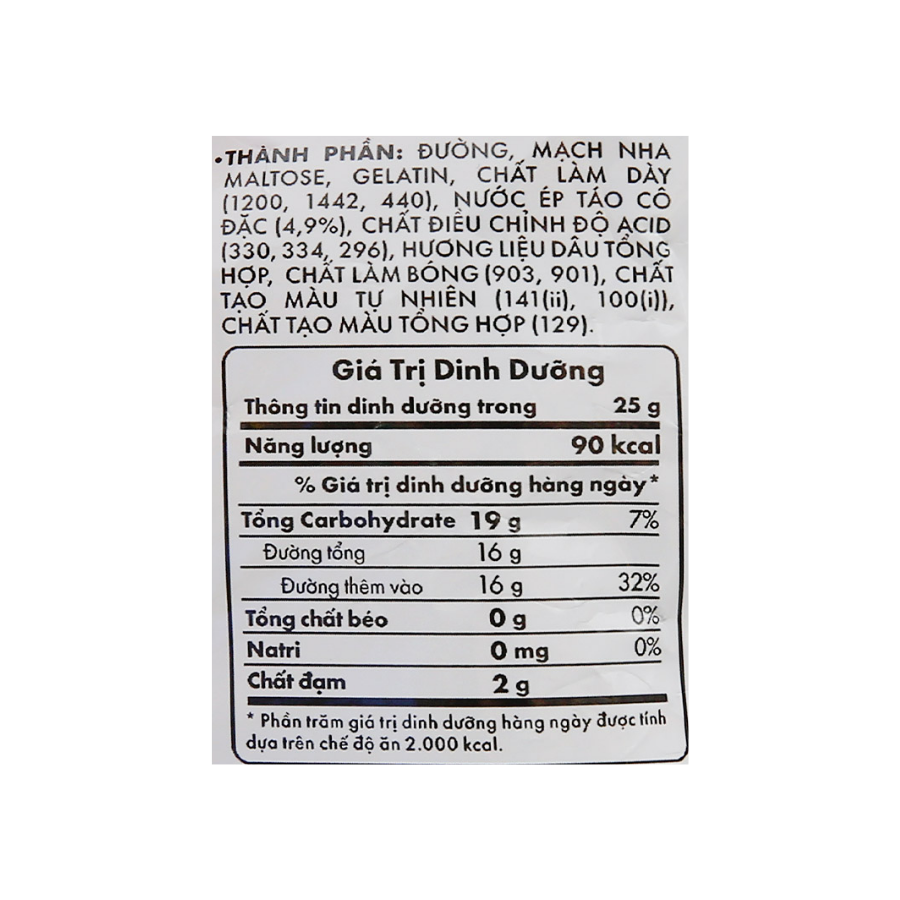 •THÀNH PHẦN: ĐƯỜNG, MẠCH NHA
MALTOSE, GELATIN, CHẤT LÀM DÀY
(1200, 1442, 440), NƯỚC ÉP TÁO CÔ
ĐẶC (4,9%), CHẤT ĐIỀU CHỈNH ĐỘ ACID
(330, 334, 296), HƯƠNG LIỆU DÂU TỔNG
HỢP, CHẤT LÀM BÓNG (903, 901), CHẤT
TẠO MÀU TỰ NHIÊN (141(ii), 100(i)),
CHẤT TẠO MÀU TỔNG HỢP (129).
Giá Trị Dinh Dưỡng
Thông tin dinh dưỡng trong 25 g
Năng lượng 90 kcal
% Giá trị dinh dưỡng hàng ngày*
Tổng Carbohydrate 19 g 7%
Đường tổng 16 g
Đường thêm vào 16 g 32%
Tổng chất béo 0 g 0%
Natri 0 mg 0%
Chất đạm 2 g
* Phần trăm giá trị dinh dưỡng hàng ngày được tính
dựa trên chế độ ăn 2.000 kcal.